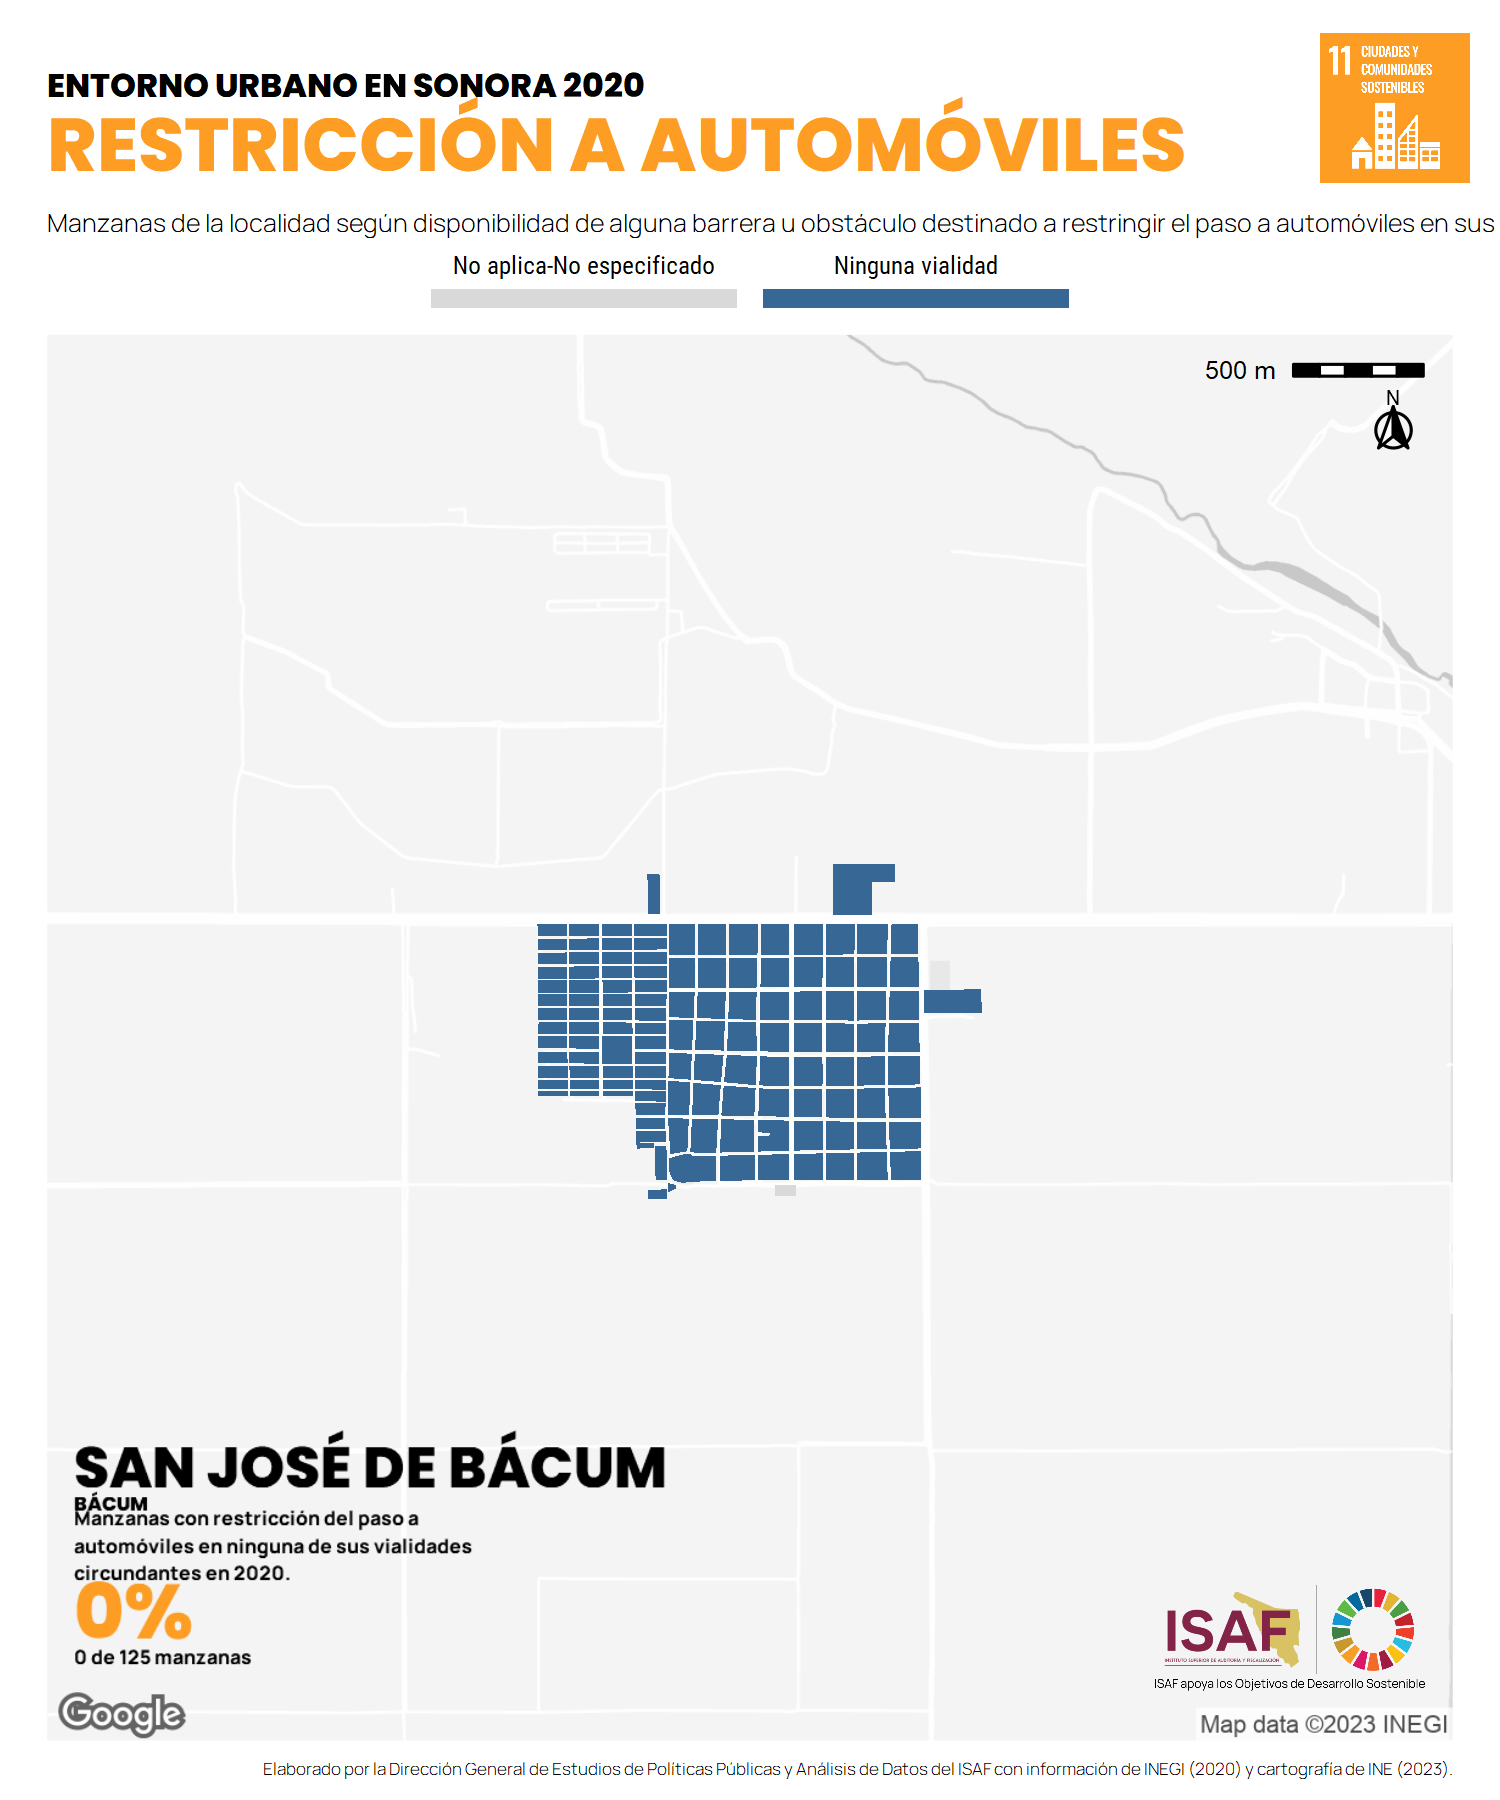 ENTORNO URBANO EN SONORA 2020
RESTRICCIÓN A AUTOMÓVILES
11 CIUDADES Y
COMUNIDADES
SOSTENIBLES
Manzanas de la localidad según disponibilidad de alguna barrera u obstáculo destinado a restringir el paso a automóviles en sus
No aplica-No especificado
Ninguna vialidad
500 m
N
SAN JOSÉ DE BÁCUM
BÁCUM
Manzanas con restricción del paso a
automóviles en ninguna de sus vialidades
circundantes en 2020.
0%
0 de 125 manzanas
ISAF
INSTITUTO SUPERIOR DE AUDITORÍA Y FISCALIZACIÓN
ISAF apoya los Objetivos de Desarrollo Sostenible
Google
Map data ©2023 INEGI
Elaborado por la Dirección General de Estudios de Políticas Públicas y Análisis de Datos del ISAF con información de INEGI (2020) y cartografía de INE (2023).